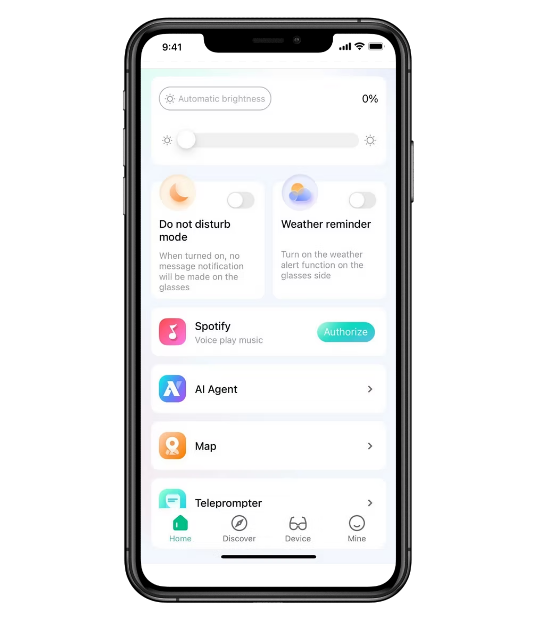 9:41
Automatic brightness
0%
Do not disturb
mode
When turned on, no
message notification
will be made on the
glasses
Weather reminder
Turn on the weather
alert function on the
glasses side
Spotify
Voice play music
Authorize
AI Agent
Map
Teleprompter
Home
Discover
Device
Mine